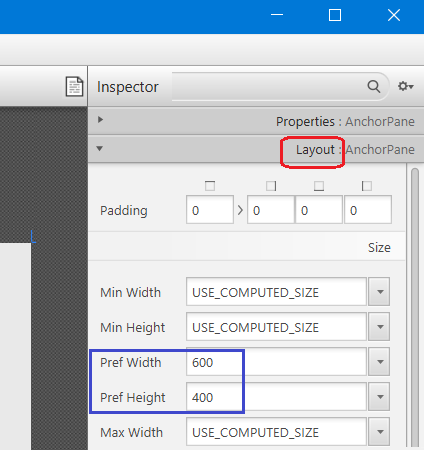 Inspector
Properties : AnchorPane
Layout : AnchorPane
Padding 0 0 0 0
Size
Min Width USE_COMPUTED_SIZE
Min Height USE_COMPUTED_SIZE
Pref Width 600
Pref Height 400
Max Width USE_COMPUTED_SIZE